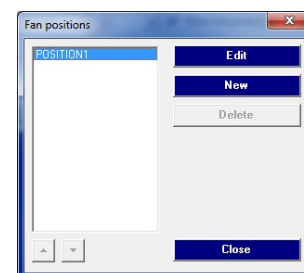 Fan positions
POSITION1
Edit
New
Delete
Close